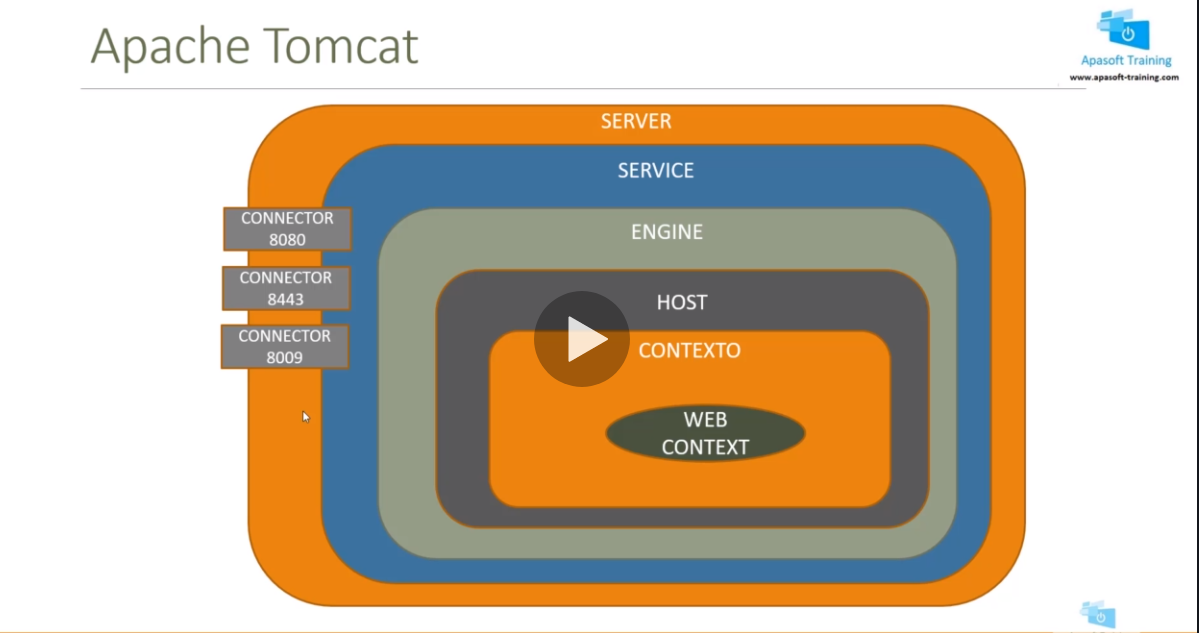 Apache Tomcat
Apasoft Training
www.apasoft-training.com
SERVER
SERVICE
CONNECTOR
8080
ENGINE
CONNECTOR
8443
HOST
CONNECTOR
8009
CONTEXTO
WEB
CONTEXT